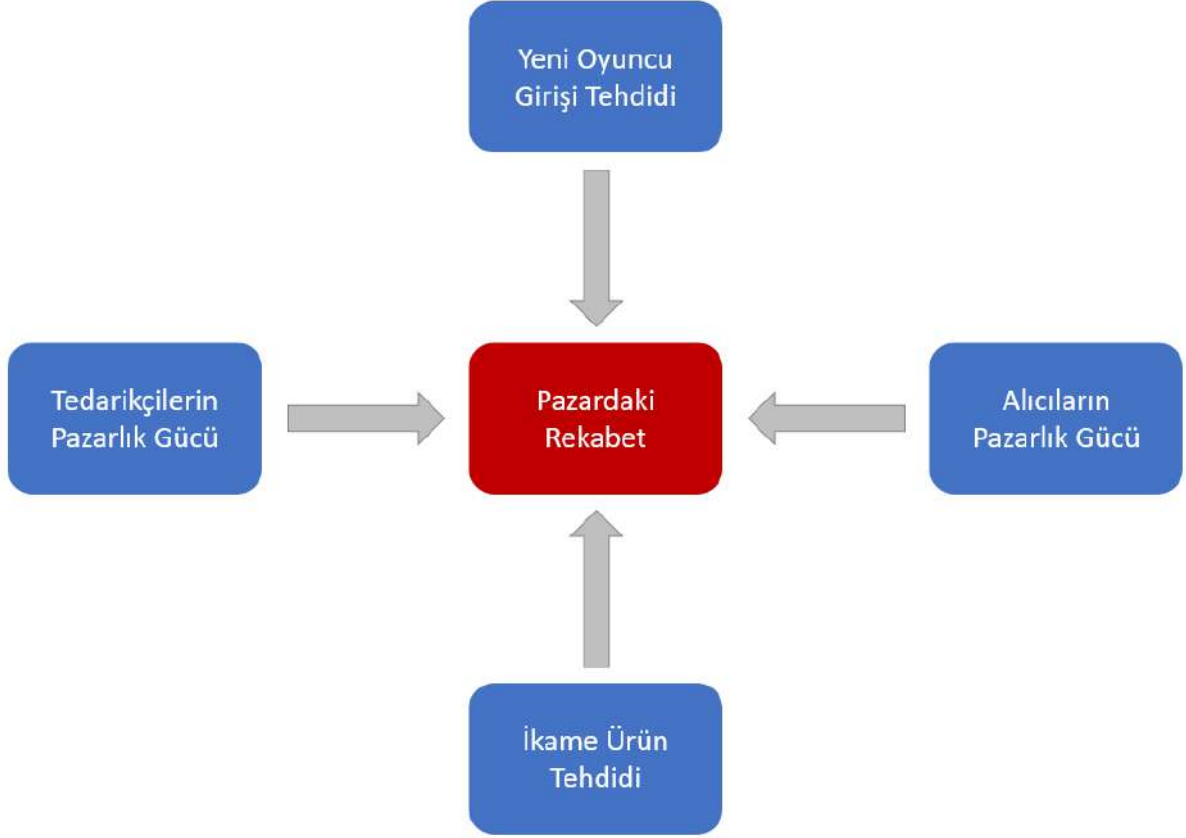 Yeni Oyuncu
Girişi Tehdidi
Tedarikçilerin
Pazarlık Gücü
Pazardaki
Rekabet
Alıcıların
Pazarlık Gücü
İkame Ürün
Tehdidi